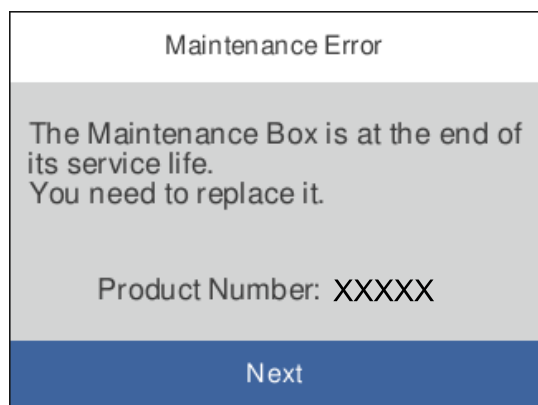 Maintenance Error
The Maintenance Box is at the end of
its service life.
You need to replace it.
Product Number: XXXXX
Next